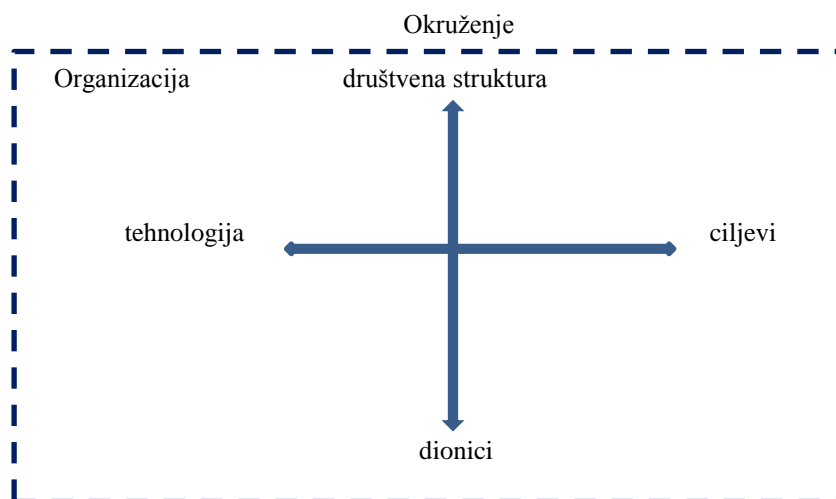 Okruženje
Organizacija
društvena struktura
tehnologija
ciljevi
dionici